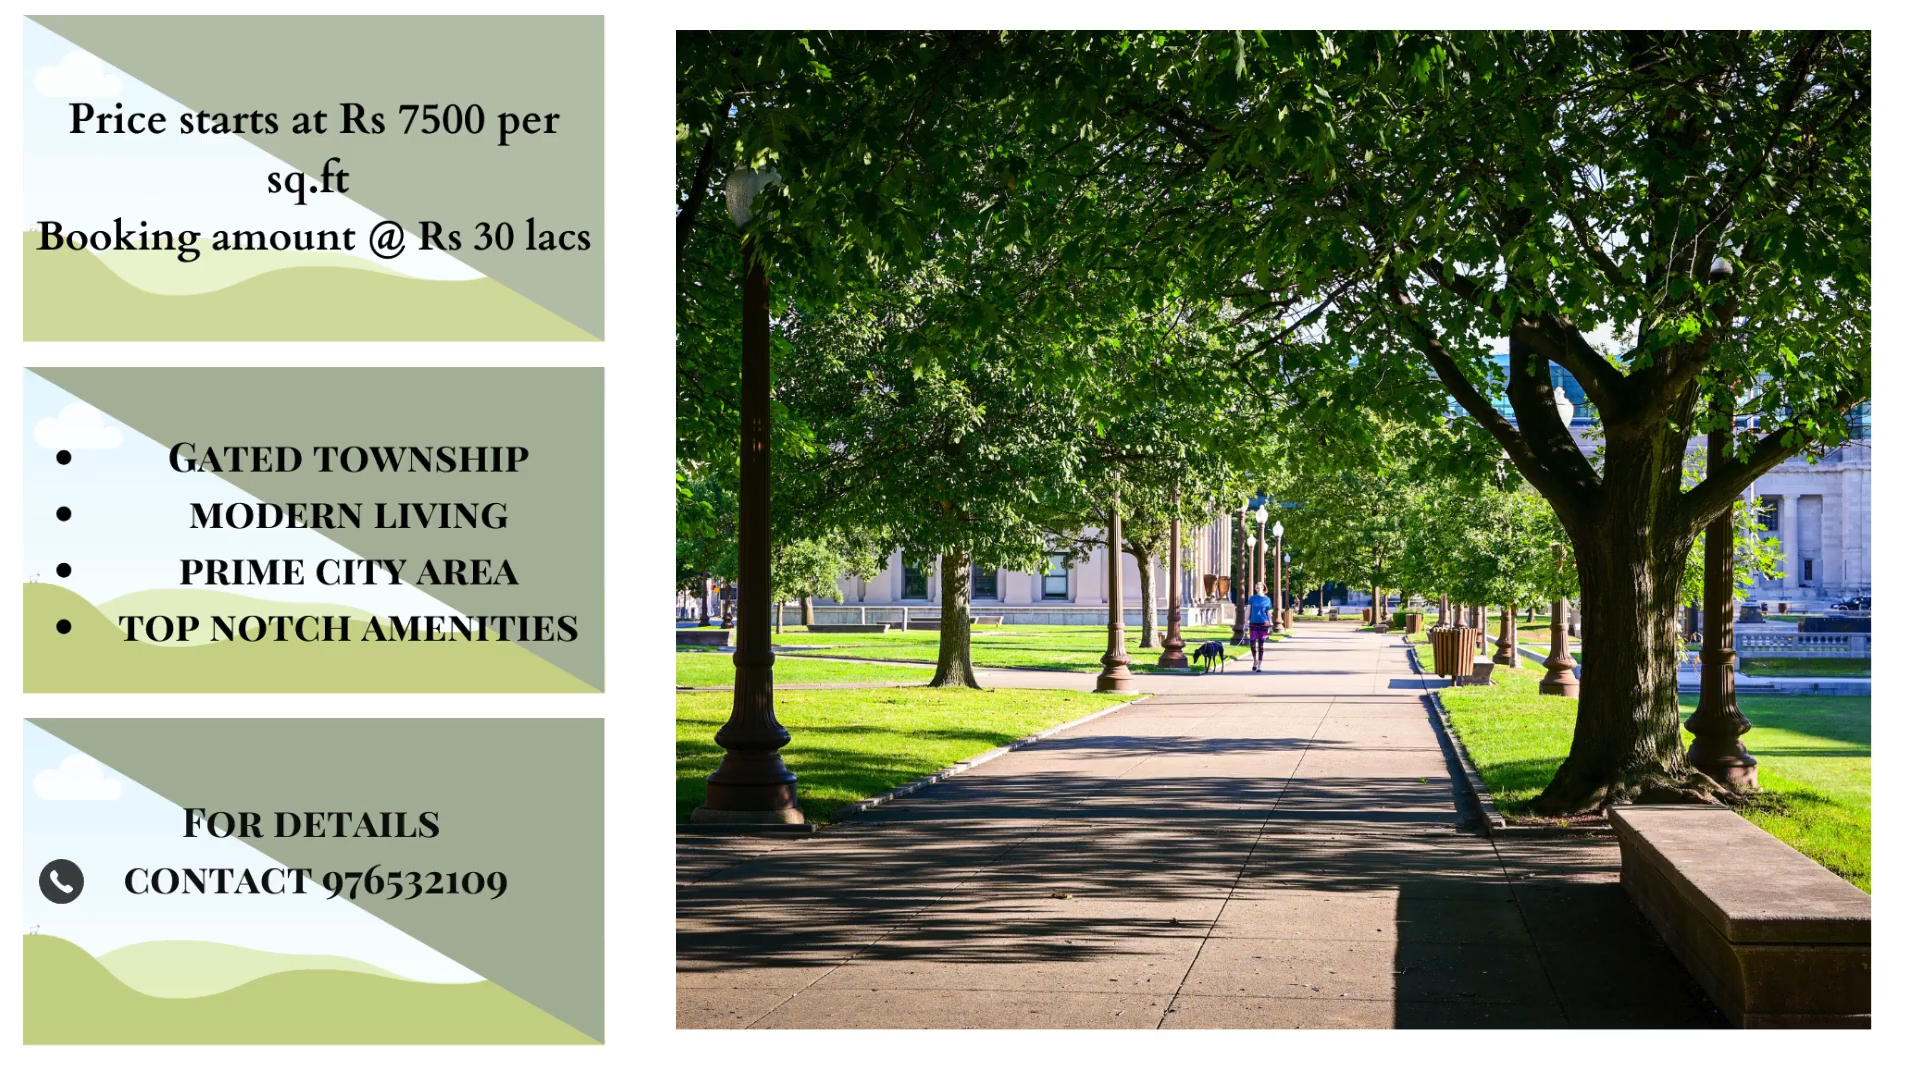 Price starts at Rs 7500 per
sq.ft
Booking amount @ Rs 30 lacs
• GATED TOWNSHIP
• MODERN LIVING
• PRIME CITY AREA
• TOP NOTCH AMENITIES
FOR DETAILS
CONTACT 976532109